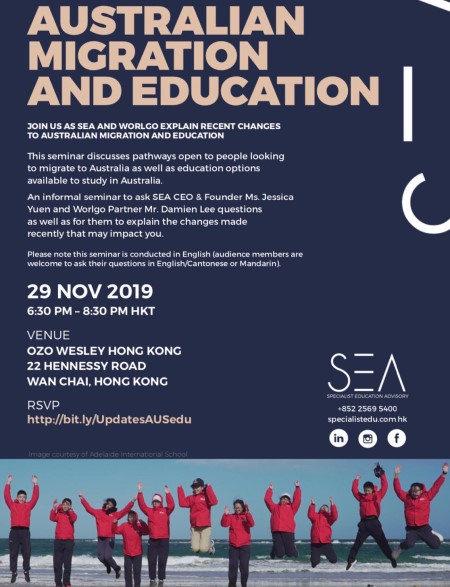 AUSTRALIAN
MIGRATION
AND EDUCATION
JOIN US AS SEA AND WORLGO EXPLAIN RECENT CHANGES
TO AUSTRALIAN MIGRATION AND EDUCATION
This seminar discusses pathways open to people looking
to migrate to Australia as well as education options
available to study in Australia.
An informal seminar to ask SEA CEO & Founder Ms. Jessica
Yuen and Worlgo Partner Mr. Damien Lee questions
as well as for them to explain the changes made
recently that may impact you.
Please note this seminar is conducted in English (audience members are
welcome to ask their questions in English/Cantonese or Mandarin).
29 NOV 2019
6:30 PM – 8:30 PM HKT
VENUE
OZO WESLEY HONG KONG
22 HENNESSY ROAD
WAN CHAI, HONG KONG
RSVP
http://bit.ly/UpdatesAUSedu
SEA
SPECIALIST EDUCATION ADVISORY
+852 2569 5400
specialistedu.com.hk
in
f
Image courtesy of Adelaide International School